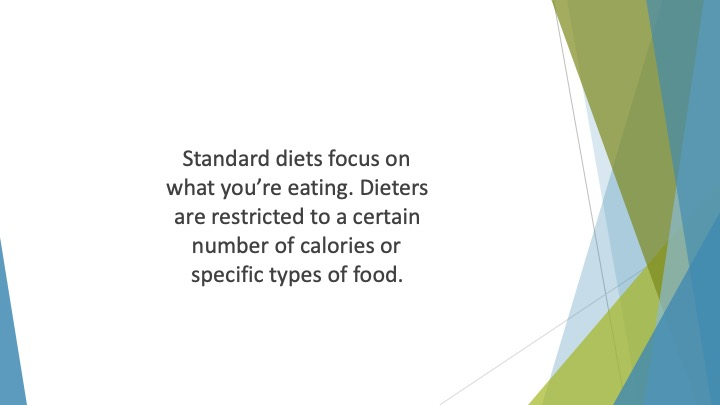 Standard diets focus on
what you’re eating. Dieters
are restricted to a certain
number of calories or
specific types of food.